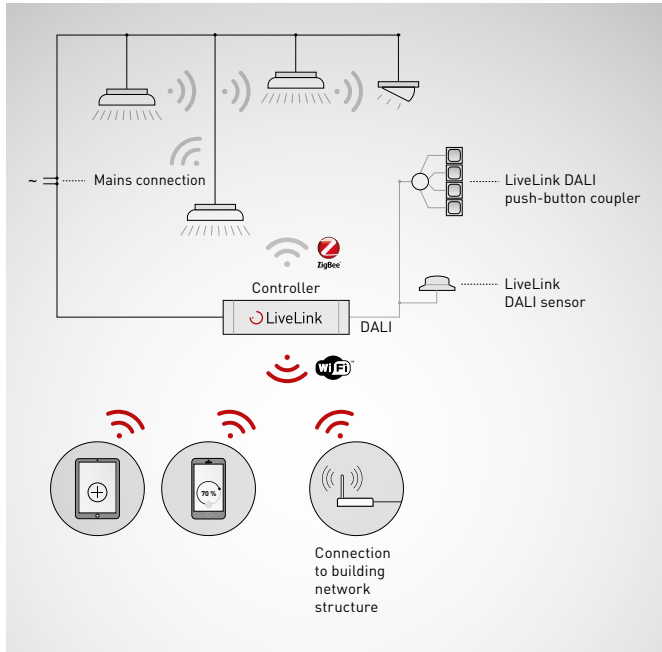 ~
Mains connection
LiveLink DALI
push-button coupler
ZigBee
Controller
LiveLink
DALI
LiveLink
DALI sensor
WiFi™
70 %
Connection
to building
network
structure